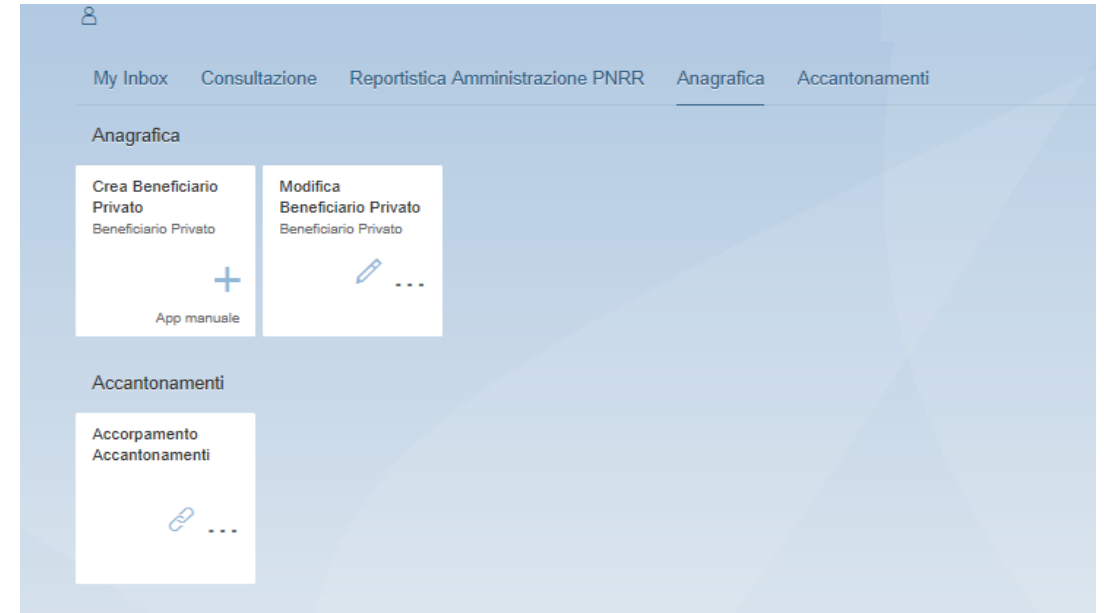 My Inbox Consultazione Reportistica Amministrazione PNRR Anagrafica Accantonamenti
Anagrafica
Crea Beneficiario
Privato
Beneficiario Privato
App manuale
Modifica
Beneficiario Privato
Beneficiario Privato
...
Accantonamenti
Accorpamento
Accantonamenti
...